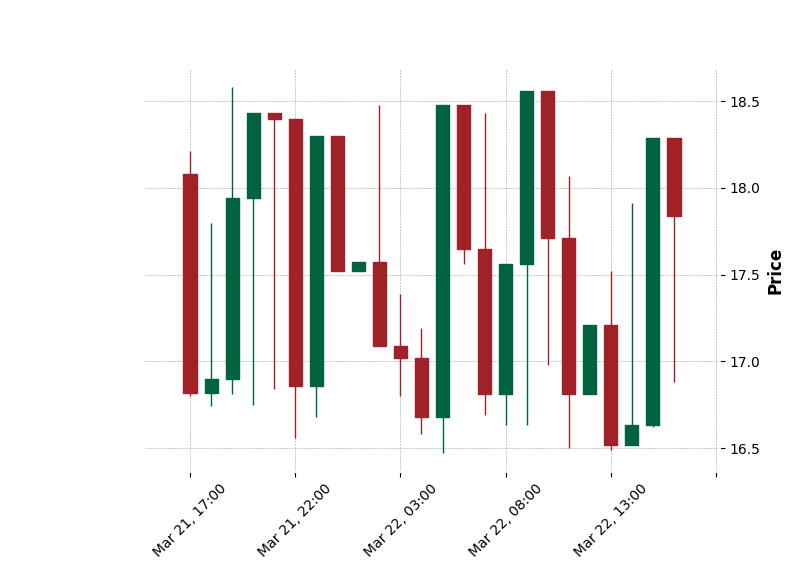 18.5
18.0
17.5
17.0
16.5
Price
Mar 21, 17:00
Mar 21, 22:00
Mar 22, 03:00
Mar 22, 08:00
Mar 22, 13:00